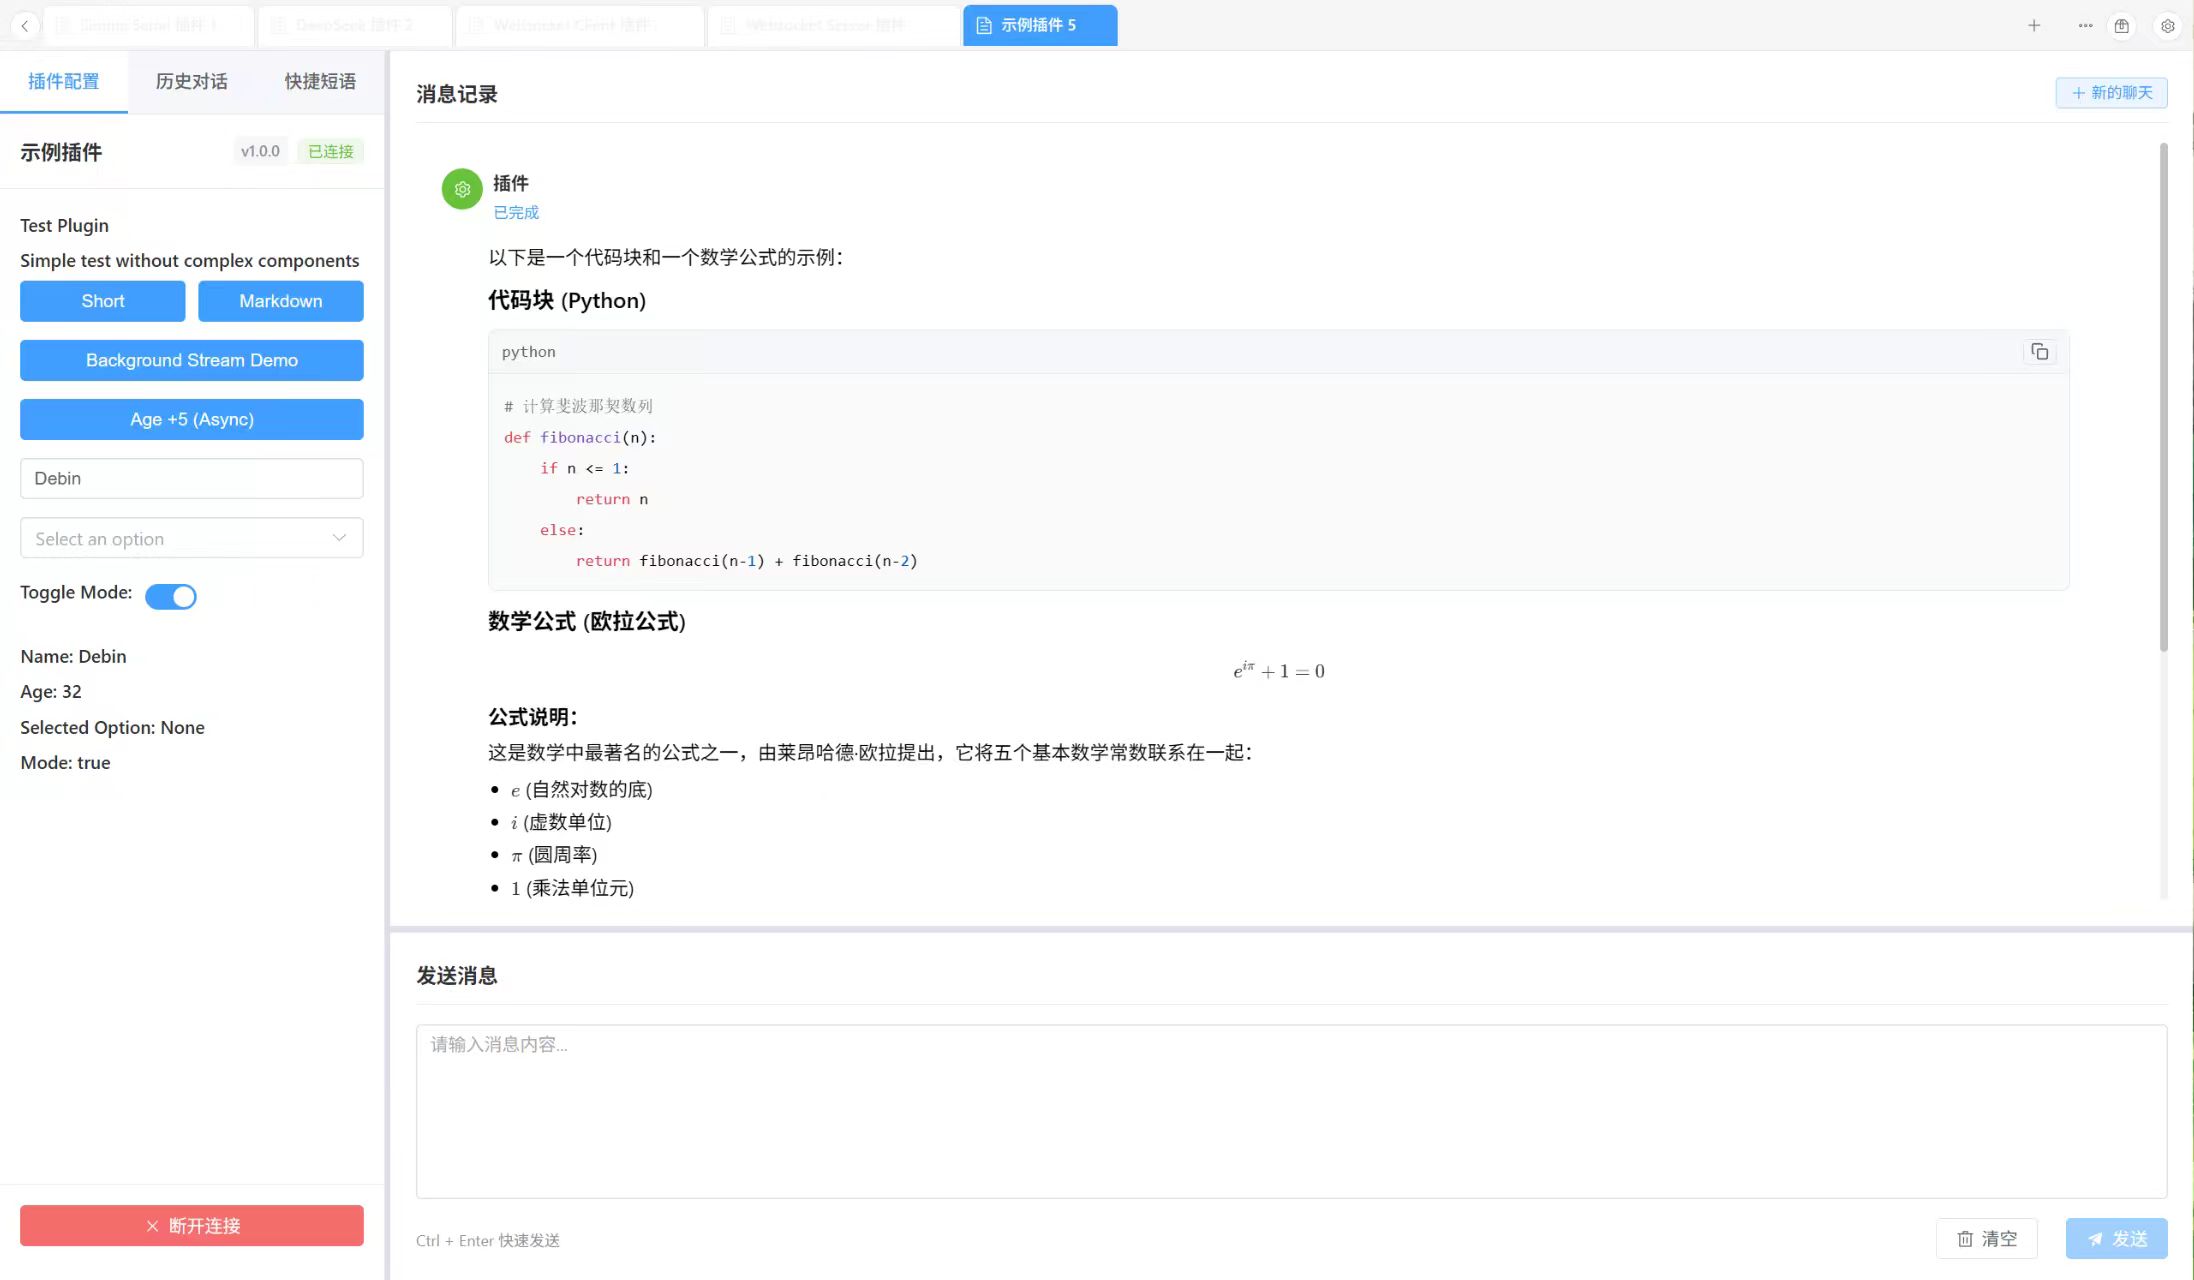 DeepSeek 插件 2
示例插件 5
插件配置
历史对话
快捷短语
示例插件
v1.0.0
已连接
Test Plugin
Simple test without complex components
Short
Markdown
Background Stream Demo
Age +5 (Async)
Debin
Select an option
Toggle Mode:
Name: Debin
Age: 32
Selected Option: None
Mode: true
断开连接
消息记录
+ 新的聊天
插件
已完成
以下是一个代码块和一个数学公式的示例：
代码块 (Python)
python
# 计算斐波那契数列
def fibonacci(n):
    if n <= 1:
        return n
    else:
        return fibonacci(n-1) + fibonacci(n-2)
数学公式 (欧拉公式)
e^{iπ} + 1 = 0
公式说明：
这是数学中最著名的公式之一，由莱昂哈德·欧拉提出，它将五个基本数学常数联系在一起：
• e (自然对数的底)
• i (虚数单位)
• π (圆周率)
• 1 (乘法单位元)
发送消息
请输入消息内容...
Ctrl + Enter 快速发送
清空
发送